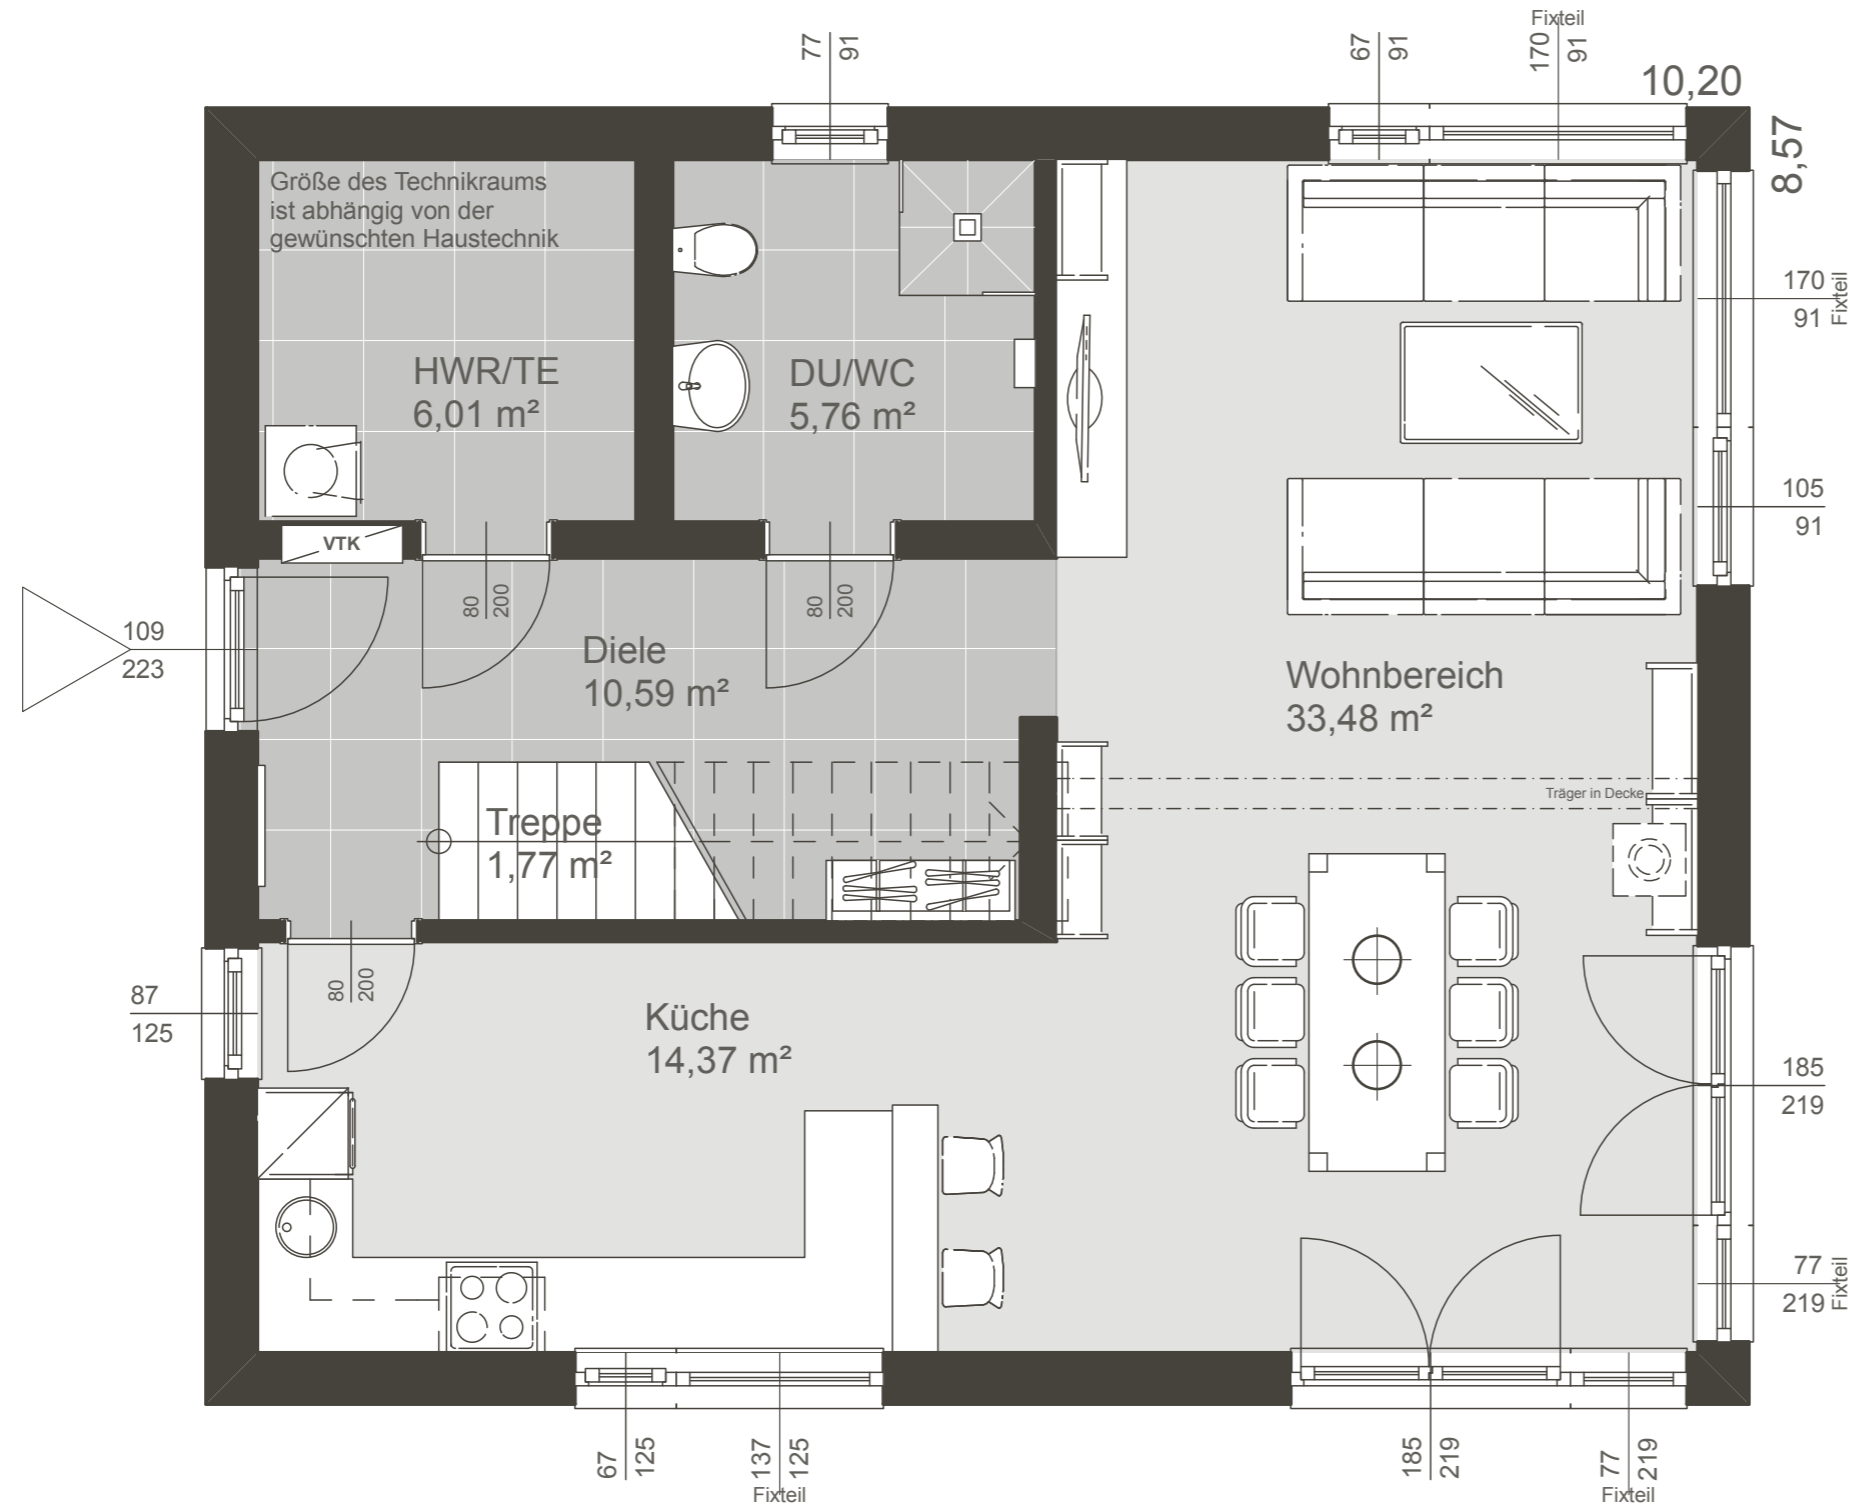 Fixteil
77
91
67
91
170
91
10,20
8,57
Größe des Technikraums
ist abhängig von der
gewünschten Haustechnik
170
91
Fixteil
HWR/TE
6,01 m²
DU/WC
5,76 m²
105
91
VTK
80
200
80
200
109
223
Diele
10,59 m²
Wohnbereich
33,48 m²
Träger in Decke
Treppe
1,77 m²
80
200
87
125
Küche
14,37 m²
185
219
77
219
Fixteil
67
125
137
125
Fixteil
185
219
77
219
Fixteil